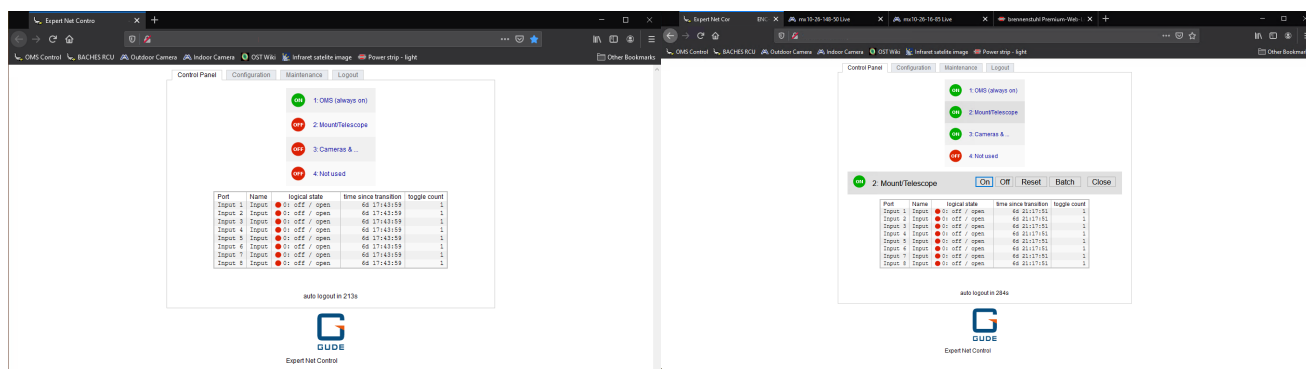 Expert Net Contro
OMS Control BACHES RCU Outdoor Camera Indoor Camera OST Wiki Infraret satelite image Power strip - light Other Bookmarks
Control Panel Configuration Maintenance Logout
ON 1: OMS (always on)
OFF 2: Mount/Telescope
OFF 3: Cameras & ...
OFF 4: Not used
Port Name logical state time since transition toggle count
Input 1 Input 0: off / open 6d 17:43:59 1
Input 2 Input 0: off / open 6d 17:43:59 1
Input 3 Input 0: off / open 6d 17:43:59 1
Input 4 Input 0: off / open 6d 17:43:59 1
Input 5 Input 0: off / open 6d 17:43:59 1
Input 6 Input 0: off / open 6d 17:43:59 1
Input 7 Input 0: off / open 6d 17:43:59 1
Input 8 Input 0: off / open 6d 17:43:59 1
auto logout in 213s
GUDE
Expert Net Control
Expert Net Cor ENC mx10-26-148-50 Live mx10-26-16-85 Live brennenstuhl Premium-Web-
OMS Control BACHES RCU Outdoor Camera Indoor Camera OST Wiki Infraret satelite image Power strip - light Other Bookmar
Control Panel Configuration Maintenance Logout
ON 1: OMS (always on)
ON 2: Mount/Telescope
ON 3: Cameras & ...
OFF 4: Not used
ON 2: Mount/Telescope On Off Reset Batch Close
Port Name logical state time since transition toggle count
Input 1 Input 0: off / open 6d 21:17:51 1
Input 2 Input 0: off / open 6d 21:17:51 1
Input 3 Input 0: off / open 6d 21:17:51 1
Input 4 Input 0: off / open 6d 21:17:51 1
Input 5 Input 0: off / open 6d 21:17:51 1
Input 6 Input 0: off / open 6d 21:17:51 1
Input 7 Input 0: off / open 6d 21:17:51 1
Input 8 Input 0: off / open 6d 21:17:51 1
auto logout in 284s
GUDE
Expert Net Control